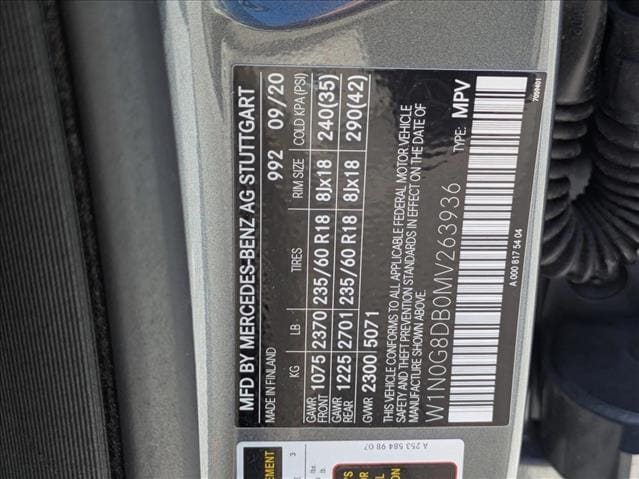 MFD BY MERCEDES-BENZ AG STUTTGART
MADE IN FINLAND 992 09/20
KG LB TIRES RIM SIZE COLD KPA (PSI)
GAWR FRONT 1075 2370 235/60 R18 8Jx18 240(35)
GAWR REAR 1225 2701 235/60 R18 8Jx18 290(42)
GVWR 2300 5071
THIS VEHICLE CONFORMS TO ALL APPLICABLE FEDERAL MOTOR VEHICLE
SAFETY AND THEFT PREVENTION STANDARDS IN EFFECT ON THE DATE OF
MANUFACTURE SHOWN ABOVE.
W1N0G8DB0MV263936 TYPE: MPV
A 000 817 54 04
7059401
A 253 584 98 07